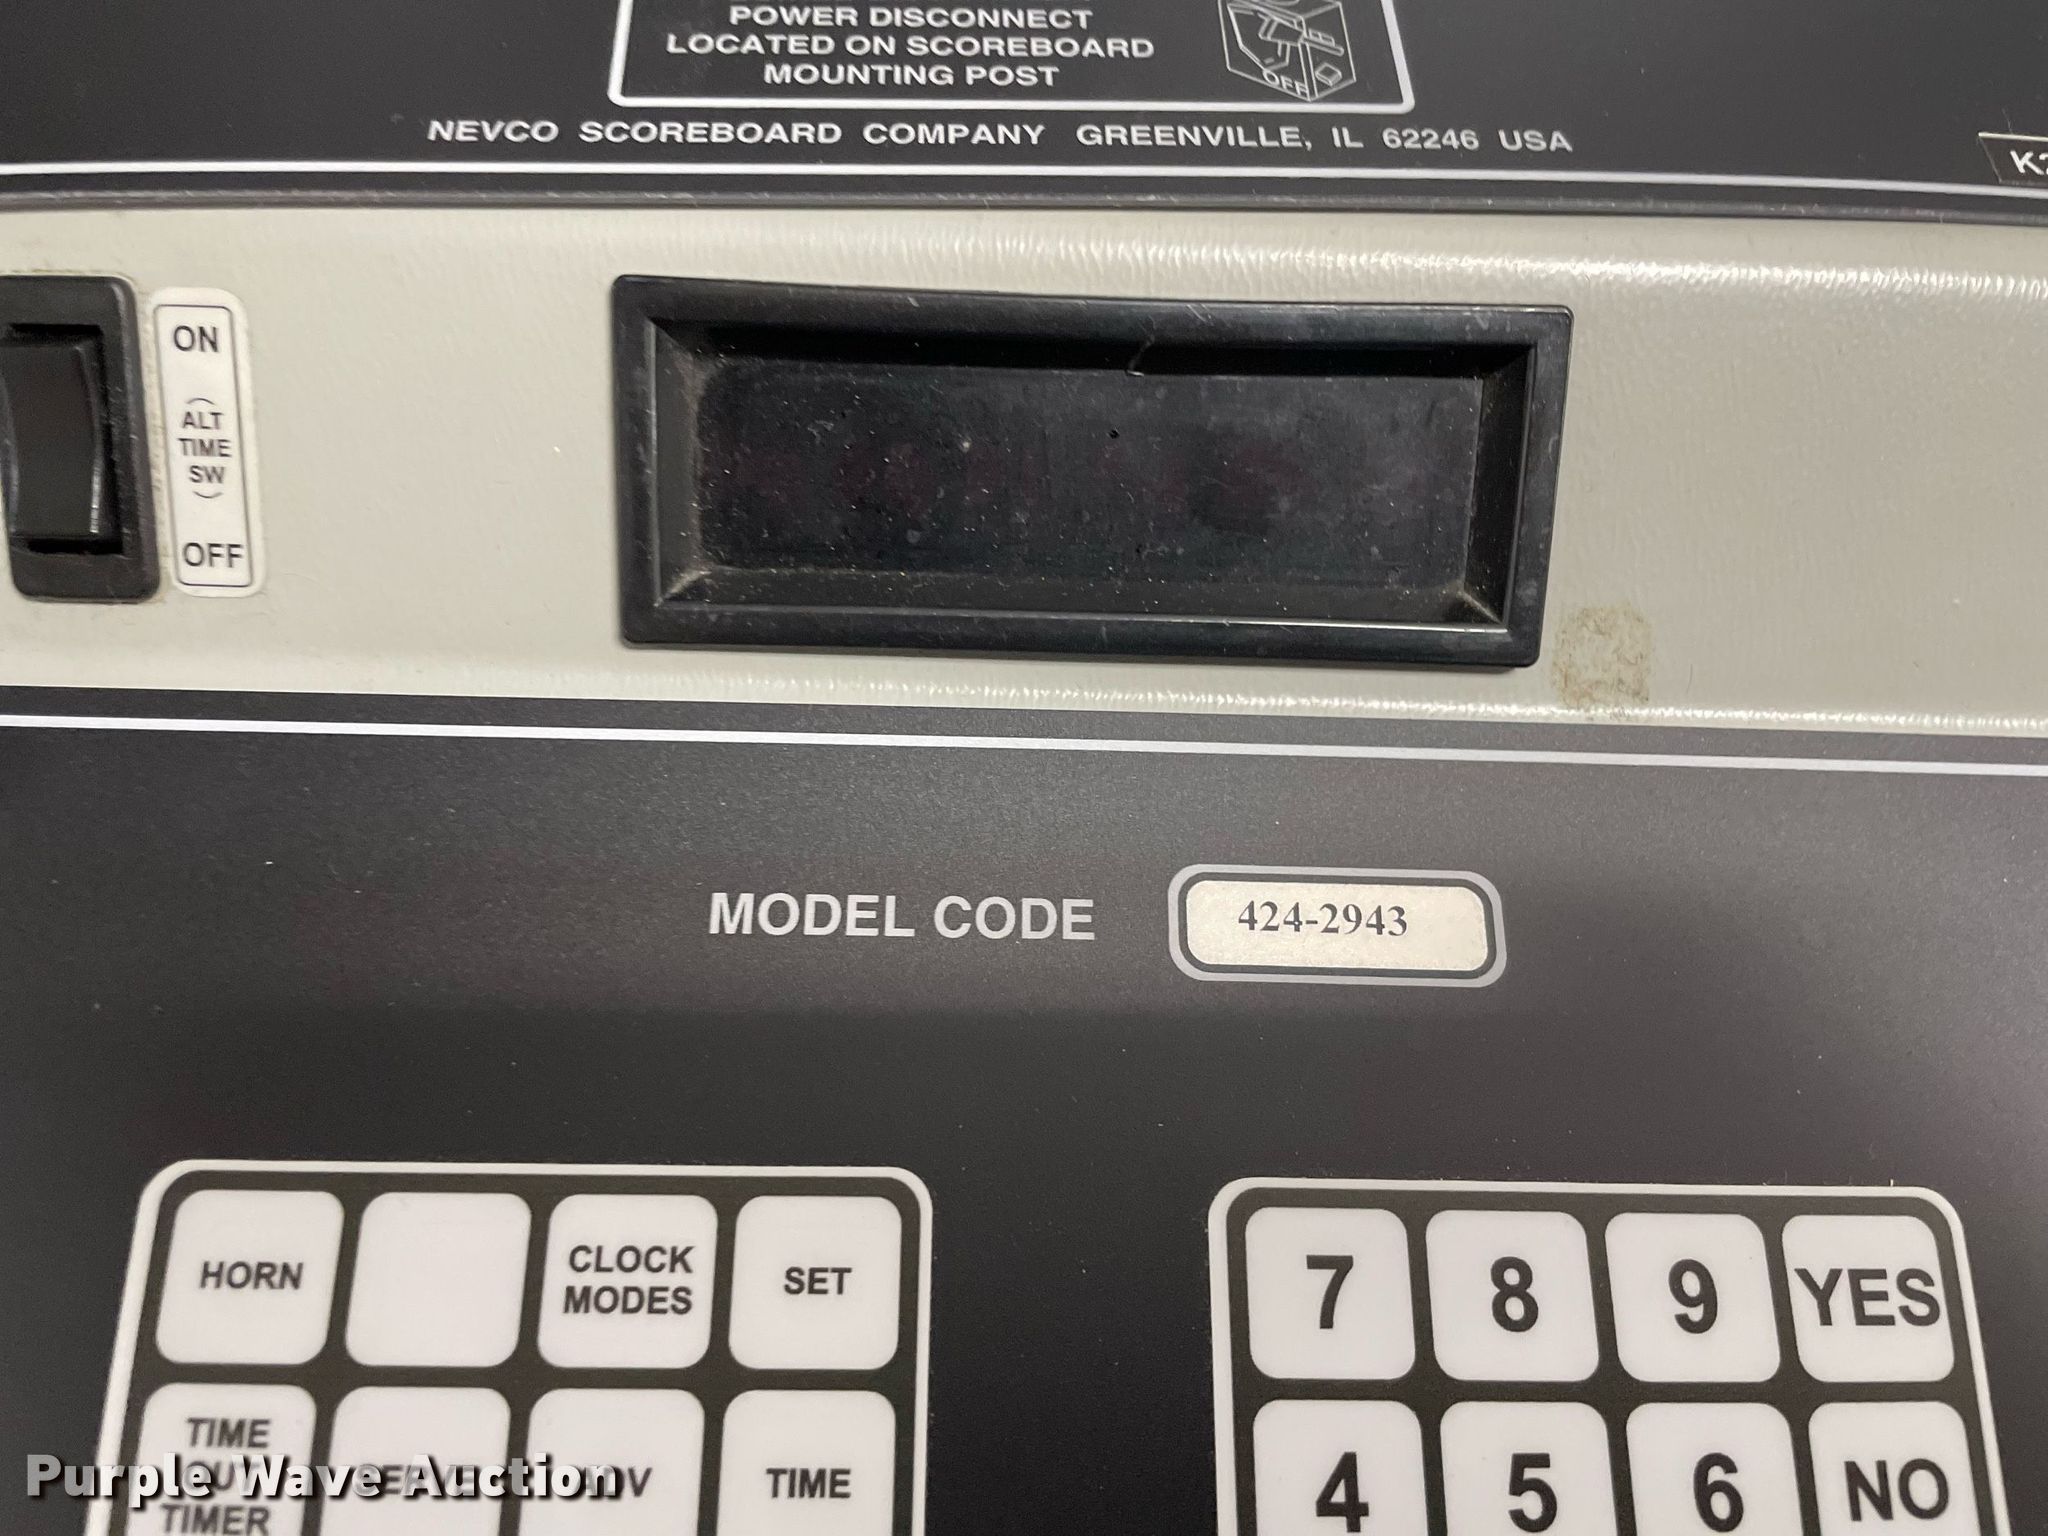 POWER DISCONNECT
LOCATED ON SCOREBOARD
MOUNTING POST
OFF
NEVCO SCOREBOARD COMPANY GREENVILLE, IL 62246 USA
ON
(ALT
TIME
SW)
OFF
MODEL CODE 424-2943
HORN
CLOCK
MODES
SET
7 8 9 YES
TIME
OUT
TIMER
TIME
4 5 6 NO
Purple Wave Auction